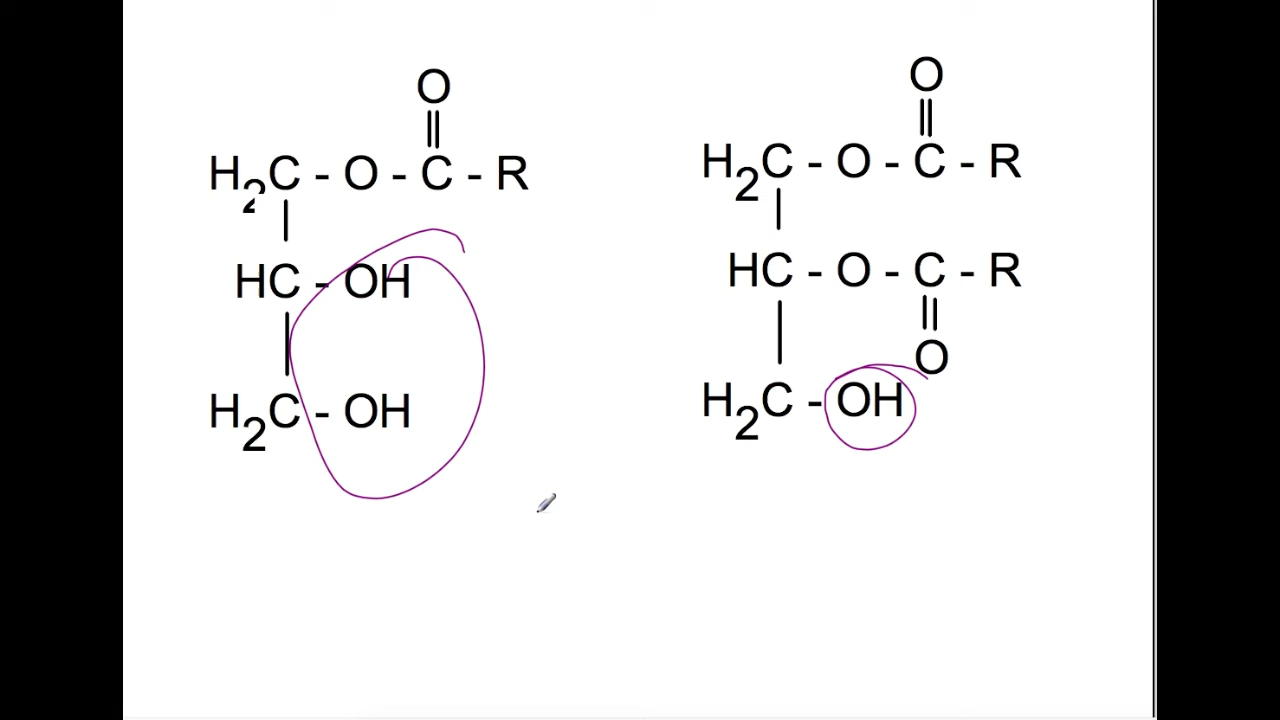 O
||
H2C - O - C - R
|
HC - OH
|
H2C - OH
O
||
H2C - O - C - R
|
HC - O - C - R
| ||
O
H2C - OH